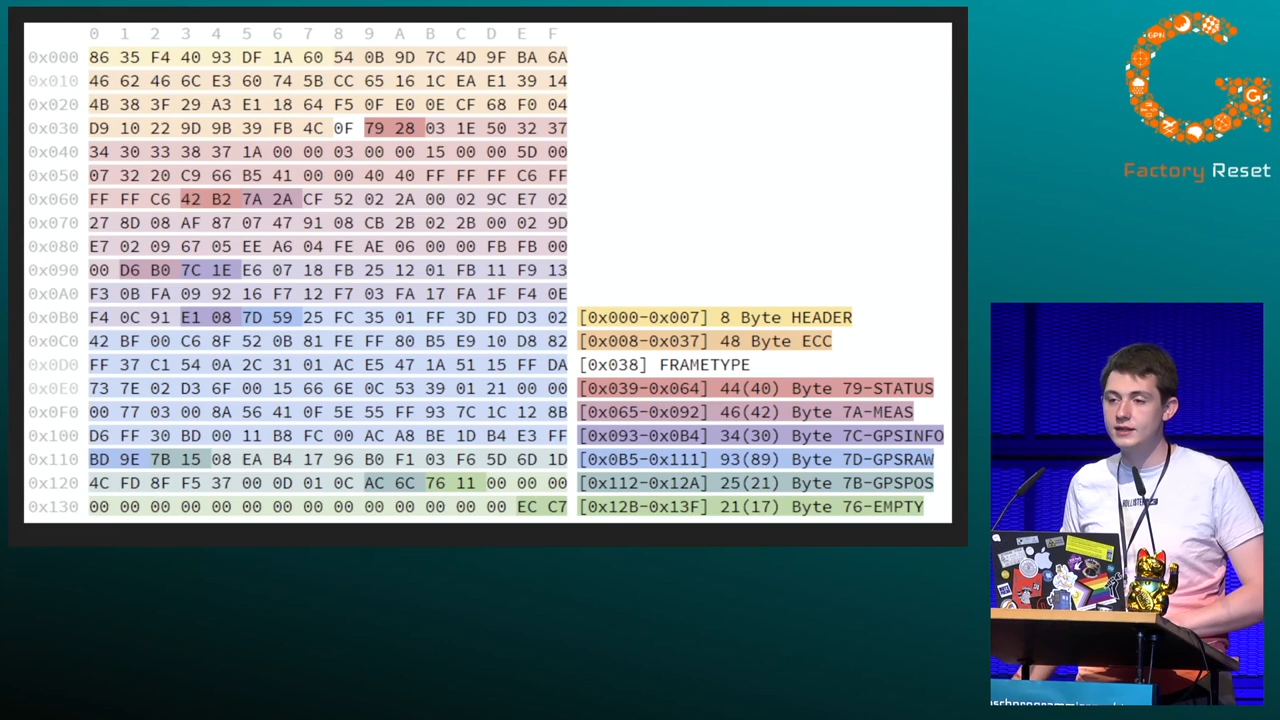 0 1 2 3 4 5 6 7 8 9 A B C D E F
0x000 86 35 F4 40 93 DF 1A 60 54 0B 9D 7C 4D 9F BA 6A
0x010 46 62 46 6C E3 60 74 5B CC 65 16 1C EA E1 39 14
0x020 4B 38 3F 29 A3 E1 18 64 F5 0F E0 0E CF 68 F0 04
0x030 D9 10 22 9D 9B 39 FB 4C 0F 79 28 03 1E 50 32 37
0x040 34 30 33 38 37 1A 00 00 03 00 00 15 00 00 5D 00
0x050 07 32 20 C9 66 B5 41 00 00 40 40 FF FF FF C6 FF
0x060 FF FF C6 42 B2 7A 2A CF 52 02 2A 00 02 9C E7 02
0x070 27 8D 08 AF 87 07 47 91 08 CB 2B 02 2B 00 02 9D
0x080 E7 02 09 67 05 EE A6 04 FE AE 06 00 00 FB FB 00
0x090 00 D6 B0 7C 1E E6 07 18 FB 25 12 01 FB 11 F9 13
0x0A0 F3 0B FA 09 92 16 F7 12 F7 03 FA 17 FA 1F F4 0E
0x0B0 F4 0C 91 E1 08 7D 59 25 FC 35 01 FF 3D FD D3 02 [0x000-0x007] 8 Byte HEADER
0x0C0 42 BF 00 C6 8F 52 0B 81 FE FF 80 B5 E9 10 D8 82 [0x008-0x037] 48 Byte ECC
0x0D0 FF 37 C1 54 0A 2C 31 01 AC E5 47 1A 51 15 FF DA [0x038] FRAMETYPE
0x0E0 73 7E 02 D3 6F 00 15 66 6E 0C 53 38 01 21 00 00 [0x039-0x064] 44(40) Byte 79-STATUS
0x0F0 00 77 03 00 8A 56 41 0F 5E 55 FF 93 7C 1C 12 8B [0x065-0x092] 46(42) Byte 7A-MEAS
0x100 D6 FF 30 BD 00 11 B8 FC 00 AC A8 BE 1D B4 E3 FF [0x093-0x0B4] 34(30) Byte 7C-GPSINFO
0x110 BD 9E 7B 15 08 EA B4 17 96 B0 F1 03 F6 5D 6D 1D [0x0B5-0x111] 93(89) Byte 7D-GPSRAW
0x120 4C FD 8F F5 37 00 0D 01 0C AC 6C 76 11 00 00 00 [0x112-0x12A] 25(21) Byte 7B-GPSPOS
0x130 00 00 00 00 00 00 00 00 00 00 00 00 00 00 EC C7 [0x12B-0x13F] 21(17) Byte 76-EMPTY
GPN
Factory Reset
HOLLISTER